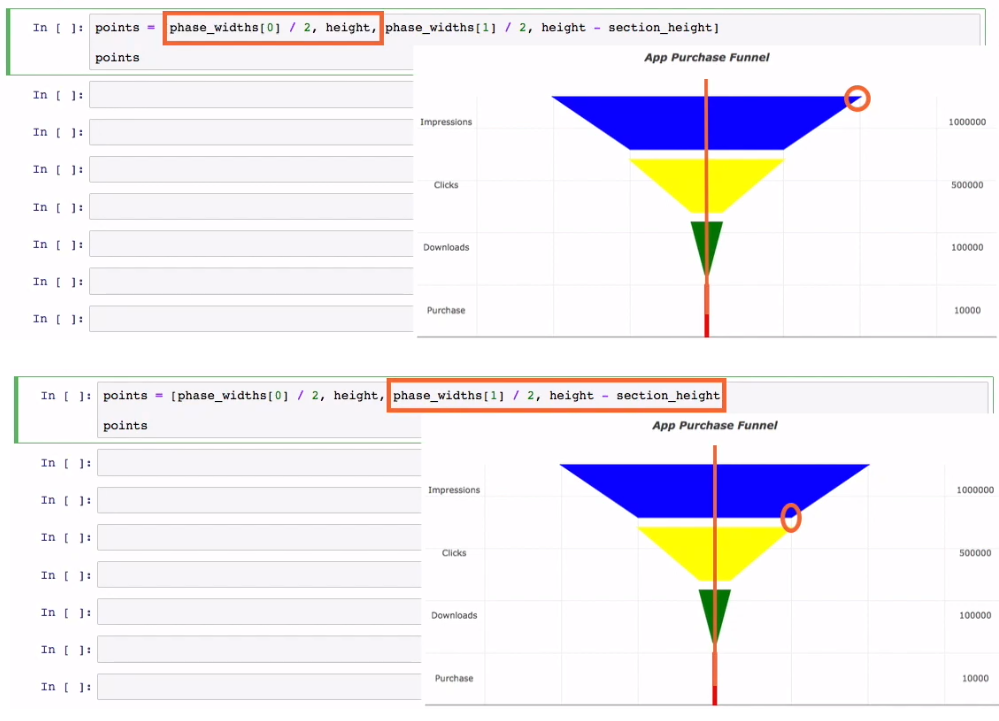 In [ ]: points = phase_widths[0] / 2, height, phase_widths[1] / 2, height - section_height]
points
App Purchase Funnel
In [ ]:
Impressions 1000000
In [ ]:
In [ ]:
Clicks 500000
In [ ]:
In [ ]:
Downloads 100000
In [ ]:
Purchase 10000
In [ ]:
In [ ]: points = [phase_widths[0] / 2, height, phase_widths[1] / 2, height - section_height
points
App Purchase Funnel
In [ ]:
Impressions 1000000
In [ ]:
In [ ]:
Clicks 500000
In [ ]:
In [ ]:
Downloads 100000
In [ ]:
Purchase 10000
In [ ]: